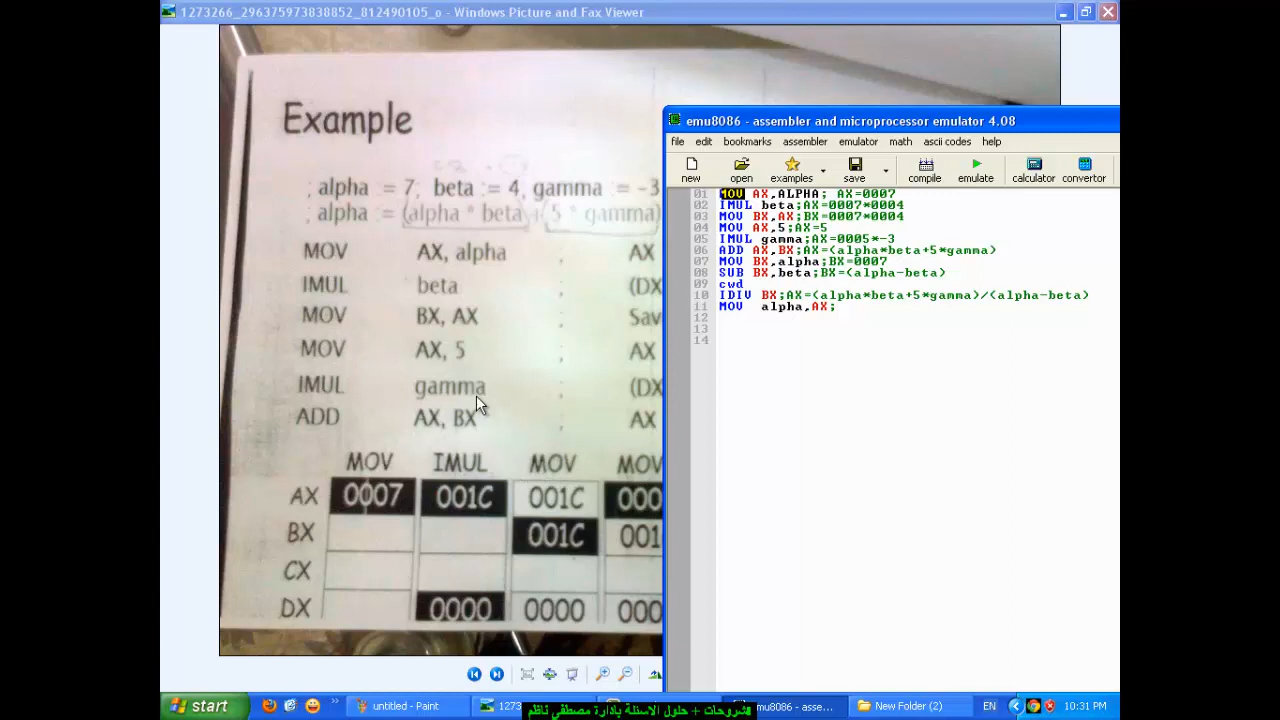 1273266_296375973838852_812490105_o - Windows Picture and Fax Viewer
Example
; alpha := 7; beta := 4, gamma := -3
; alpha := (alpha * beta + (5 * gamma)
MOV AX, alpha ; AX
IMUL beta ; (DX
MOV BX, AX ; Sav
MOV AX, 5 ; AX
IMUL gamma ; (DX
ADD AX, BX ; AX
MOV IMUL MOV MOV
AX 0007 001C 001C 000
BX 001C 001
CX
DX 0000 0000 000
emu8086 - assembler and microprocessor emulator 4.08
file edit bookmarks assembler emulator math ascii codes help
new open examples save compile emulate calculator convertor
01 MOV AX,ALPHA; AX=0007
02 IMUL beta;AX=0007*0004
03 MOV BX,AX;BX=0007*0004
04 MOV AX,5;AX=5
05 IMUL gamma;AX=0005*-3
06 ADD AX,BX;AX=(alpha*beta+5*gamma)
07 MOV BX,alpha;BX=0007
08 SUB BX,beta;BX=(alpha-beta)
09 cwd
10 IDIV BX;AX=(alpha*beta+5*gamma)/(alpha-beta)
11 MOV alpha,AX;
12
13
14
start
untitled - Paint
1273
emu8086 - asse...
New Folder (2)
EN
10:31 PM
شروحات + حلول الاسئلة بإدارة مصطفى ناظم